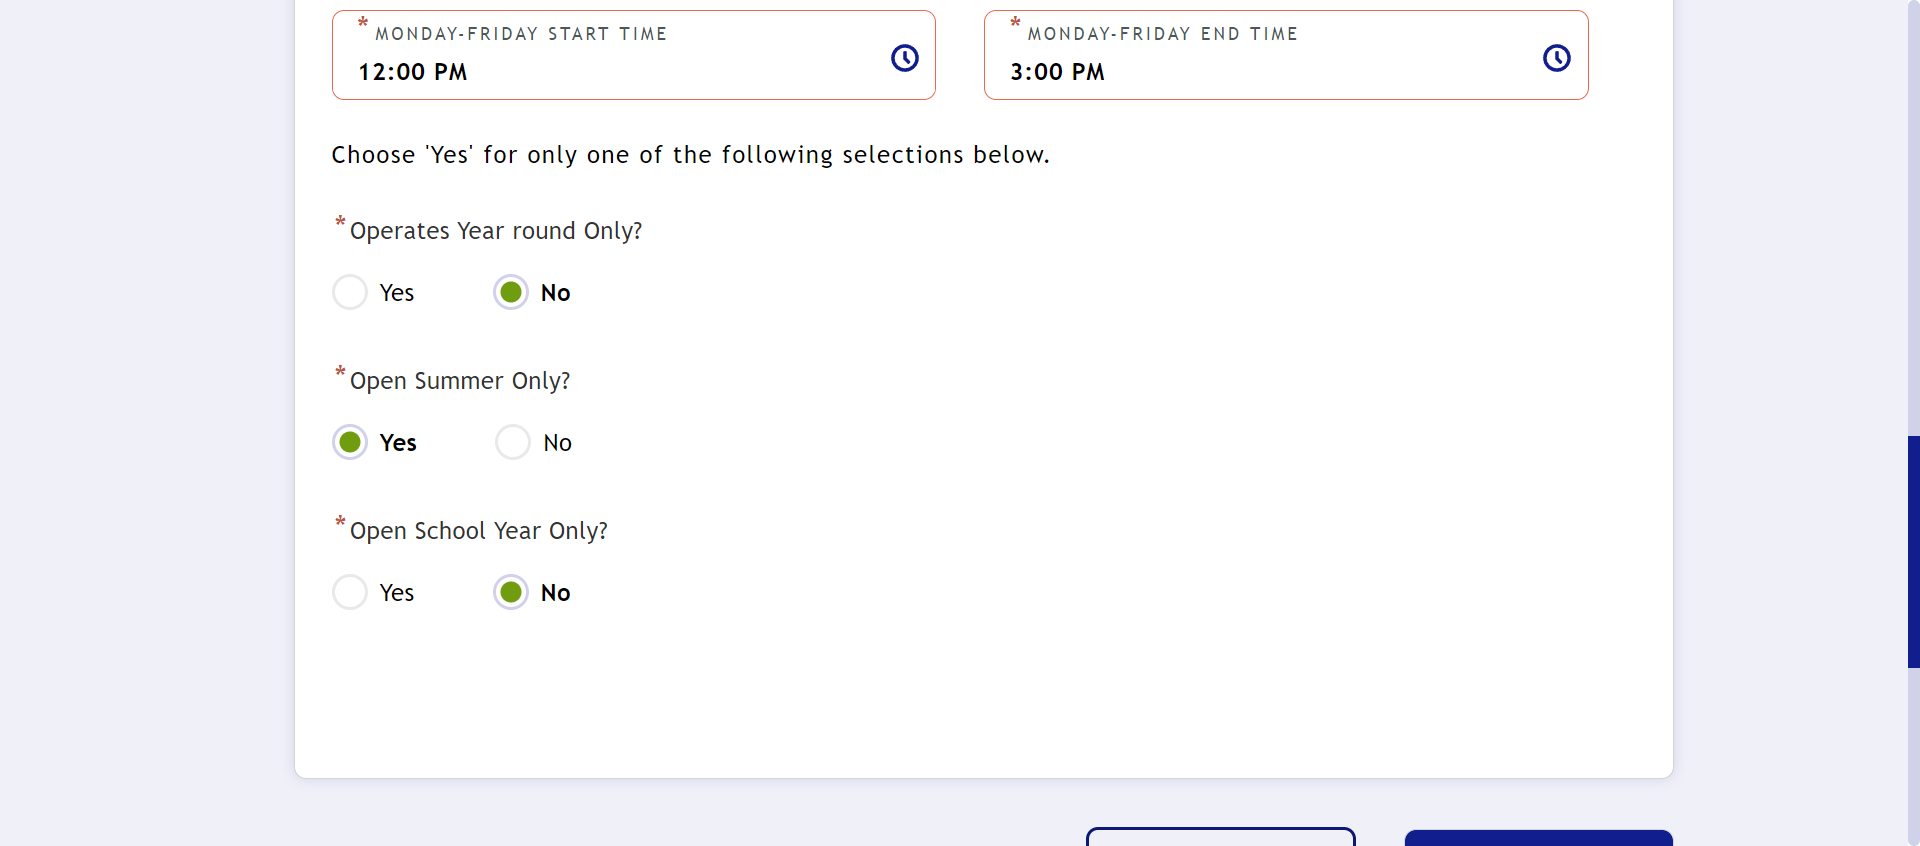 * MONDAY-FRIDAY START TIME
12:00 PM
* MONDAY-FRIDAY END TIME
3:00 PM
Choose 'Yes' for only one of the following selections below.
* Operates Year round Only?
Yes No
* Open Summer Only?
Yes No
* Open School Year Only?
Yes No